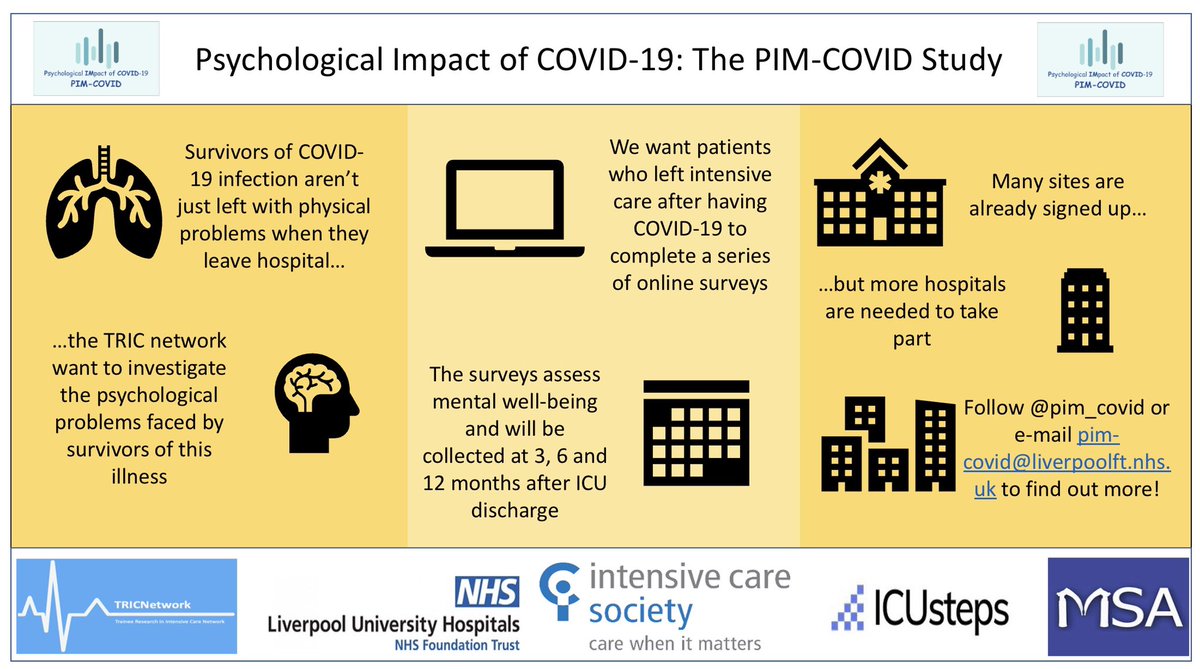 Psychological IMpact of COVID-19
PIM-COVID
Psychological Impact of COVID-19: The PIM-COVID Study
Psychological IMpact of COVID-19
PIM-COVID
Survivors of COVID-
19 infection aren't
just left with physical
problems when they
leave hospital...
...the TRIC network
want to investigate
the psychological
problems faced by
survivors of this
illness
We want patients
who left intensive
care after having
COVID-19 to
complete a series
of online surveys
The surveys assess
mental well-being
and will be
collected at 3, 6 and
12 months after ICU
discharge
Many sites are
already signed up...
...but more hospitals
are needed to take
part
Follow @pim_covid or
e-mail pim-
covid@liverpoolft.nhs.
uk to find out more!
TRICNetwork
Trainee Research in Intensive Care Network
NHS
Liverpool University Hospitals
NHS Foundation Trust
intensive care
society
care when it matters
ICUsteps
MSA